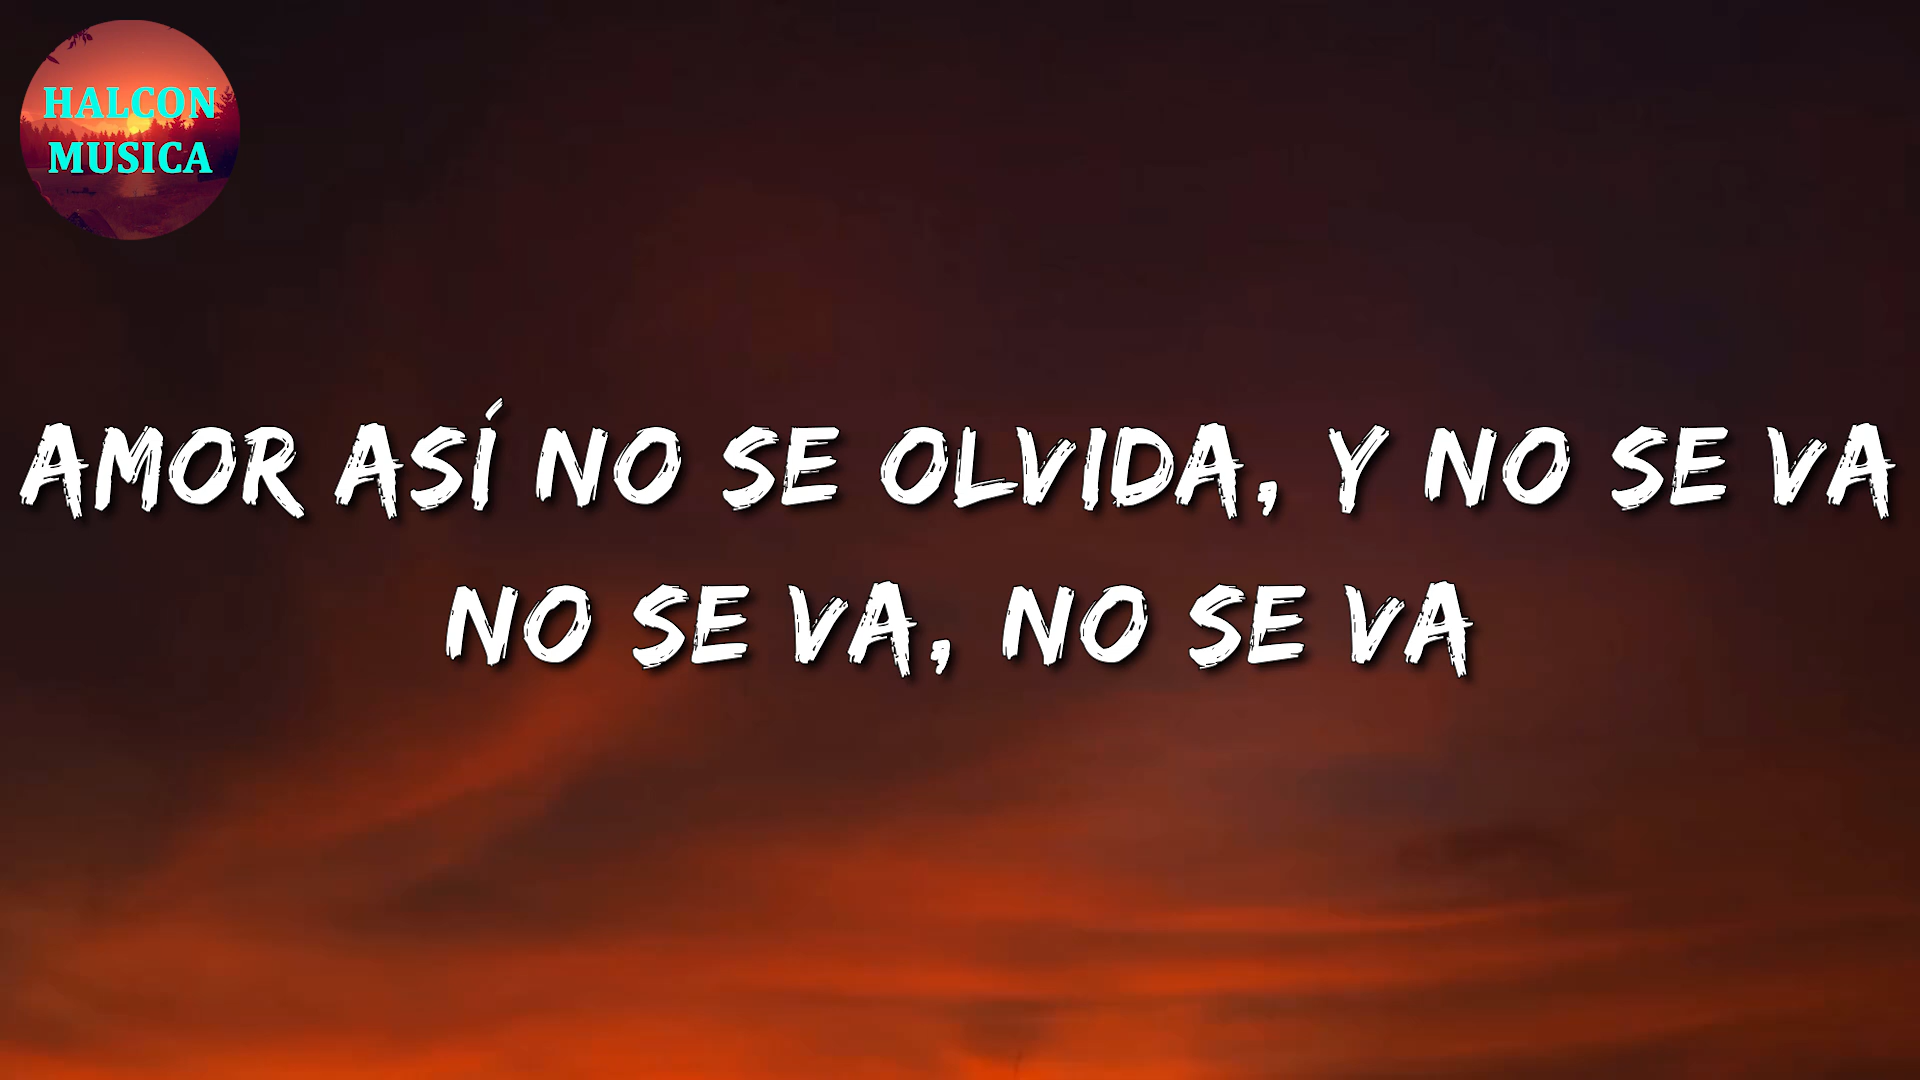 HALCON
MUSICA
AMOR ASÍ NO SE OLVIDA, Y NO SE VA
NO SE VA, NO SE VA